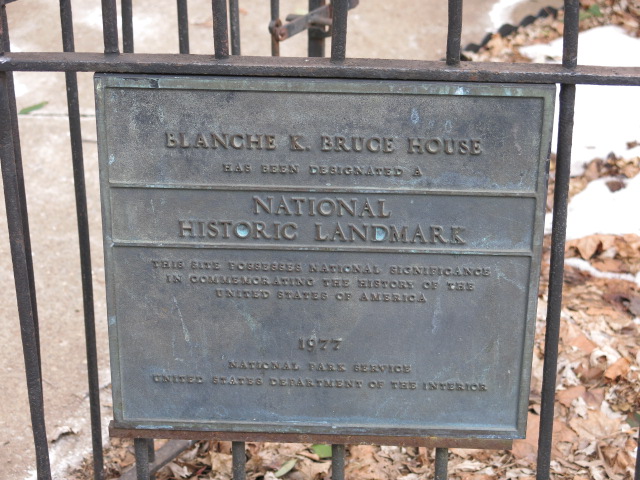 BLANCHE K. BRUCE HOUSE
HAS BEEN DESIGNATED A
NATIONAL
HISTORIC LANDMARK
THIS SITE POSSESSES NATIONAL SIGNIFICANCE
IN COMMEMORATING THE HISTORY OF THE
UNITED STATES OF AMERICA
1977
NATIONAL PARK SERVICE
UNITED STATES DEPARTMENT OF THE INTERIOR